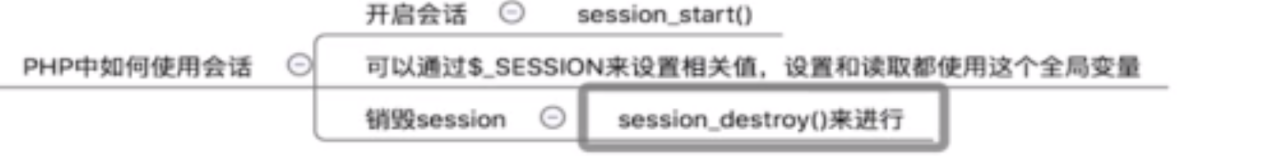 开启会话 session_start()
PHP中如何使用会话 可以通过$_SESSION来设置相关值，设置和读取都使用这个全局变量
销毁session session_destroy()来进行